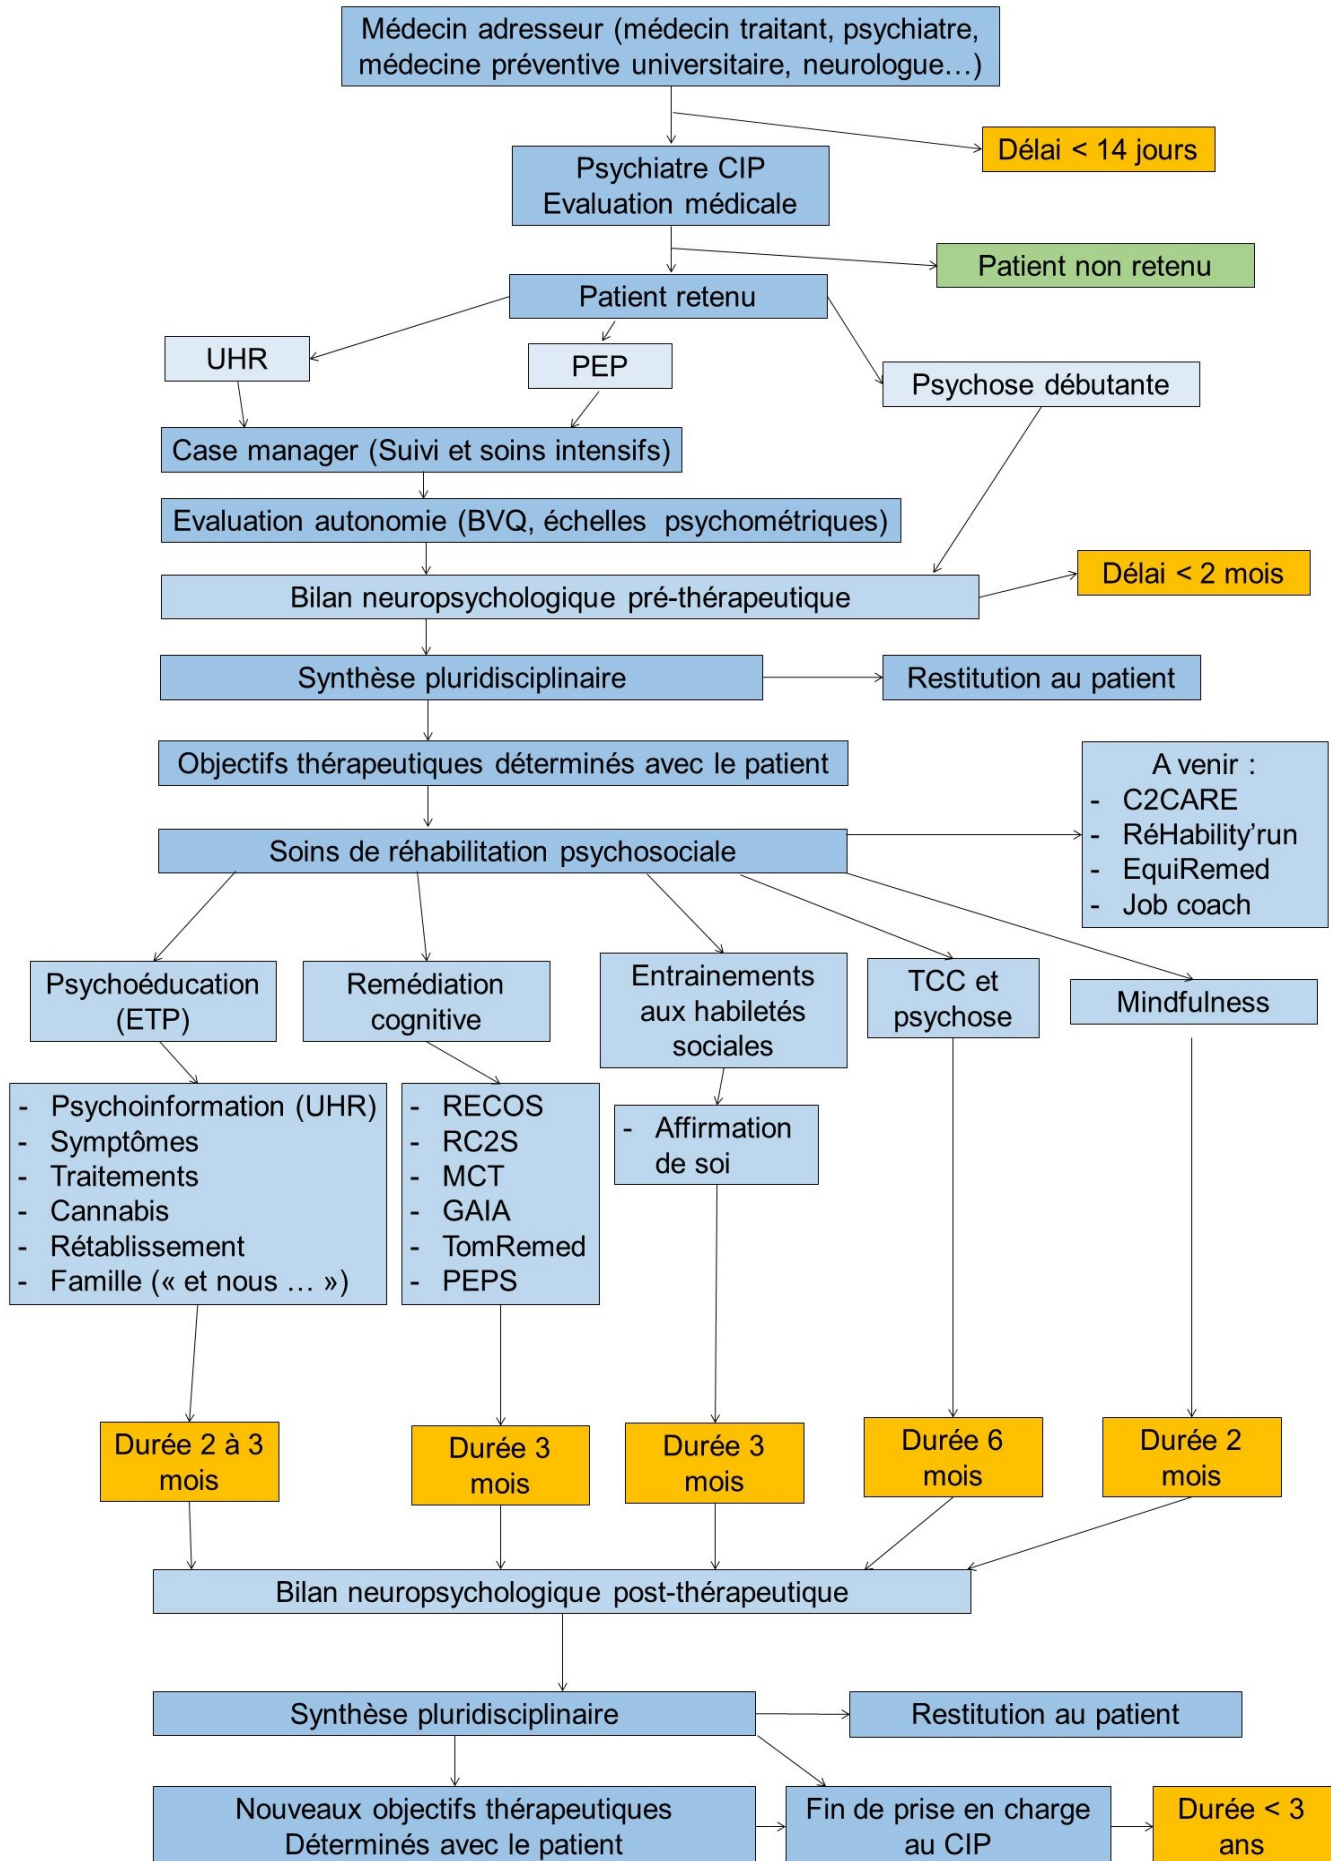 Médecin adresseur (médecin traitant, psychiatre,
médecine préventive universitaire, neurologue…)
Délai < 14 jours
Psychiatre CIP
Evaluation médicale
Patient non retenu
Patient retenu
UHR
PEP
Psychose débutante
Case manager (Suivi et soins intensifs)
Evaluation autonomie (BVQ, échelles psychométriques)
Bilan neuropsychologique pré-thérapeutique
Délai < 2 mois
Synthèse pluridisciplinaire
Restitution au patient
Objectifs thérapeutiques déterminés avec le patient
A venir :
- C2CARE
- RéHability’run
- EquiRemed
- Job coach
Soins de réhabilitation psychosociale
Psychoéducation
(ETP)
Remédiation
cognitive
Entrainements
aux habiletés
sociales
TCC et
psychose
Mindfulness
- Psychoinformation (UHR)
- Symptômes
- Traitements
- Cannabis
- Rétablissement
- Famille (« et nous … »)
- RECOS
- RC2S
- MCT
- GAIA
- TomRemed
- PEPS
- Affirmation
de soi
Durée 2 à 3
mois
Durée 3
mois
Durée 3
mois
Durée 6
mois
Durée 2
mois
Bilan neuropsychologique post-thérapeutique
Synthèse pluridisciplinaire
Restitution au patient
Nouveaux objectifs thérapeutiques
Déterminés avec le patient
Fin de prise en charge
au CIP
Durée < 3
ans